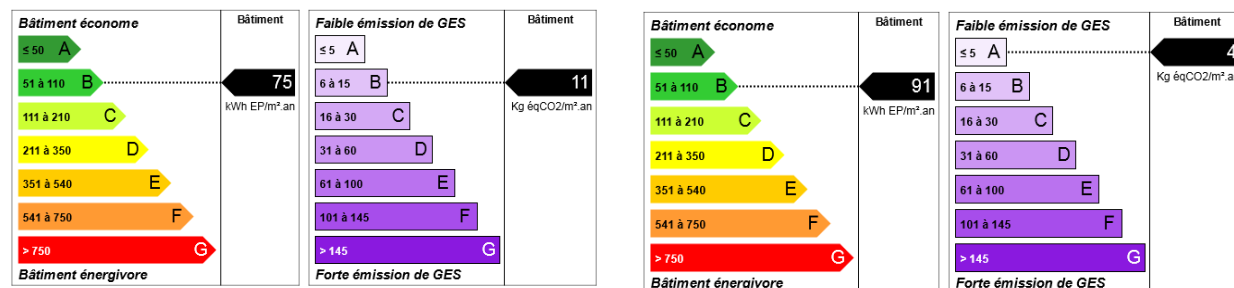 Bâtiment économe
Bâtiment
≤ 50 A
51 à 110 B
75
kWh EP/m².an
111 à 210 C
211 à 350 D
351 à 540 E
541 à 750 F
> 750 G
Bâtiment énergivore
Faible émission de GES
Bâtiment
≤ 5 A
6 à 15 B
11
Kg éqCO2/m².an
16 à 30 C
31 à 60 D
61 à 100 E
101 à 145 F
> 145 G
Forte émission de GES
Bâtiment économe
Bâtiment
≤ 50 A
51 à 110 B
91
kWh EP/m².an
111 à 210 C
211 à 350 D
351 à 540 E
541 à 750 F
> 750 G
Bâtiment énergivore
Faible émission de GES
Bâtiment
≤ 5 A
4
Kg éqCO2/m².an
6 à 15 B
16 à 30 C
31 à 60 D
61 à 100 E
101 à 145 F
> 145 G
Forte émission de GES